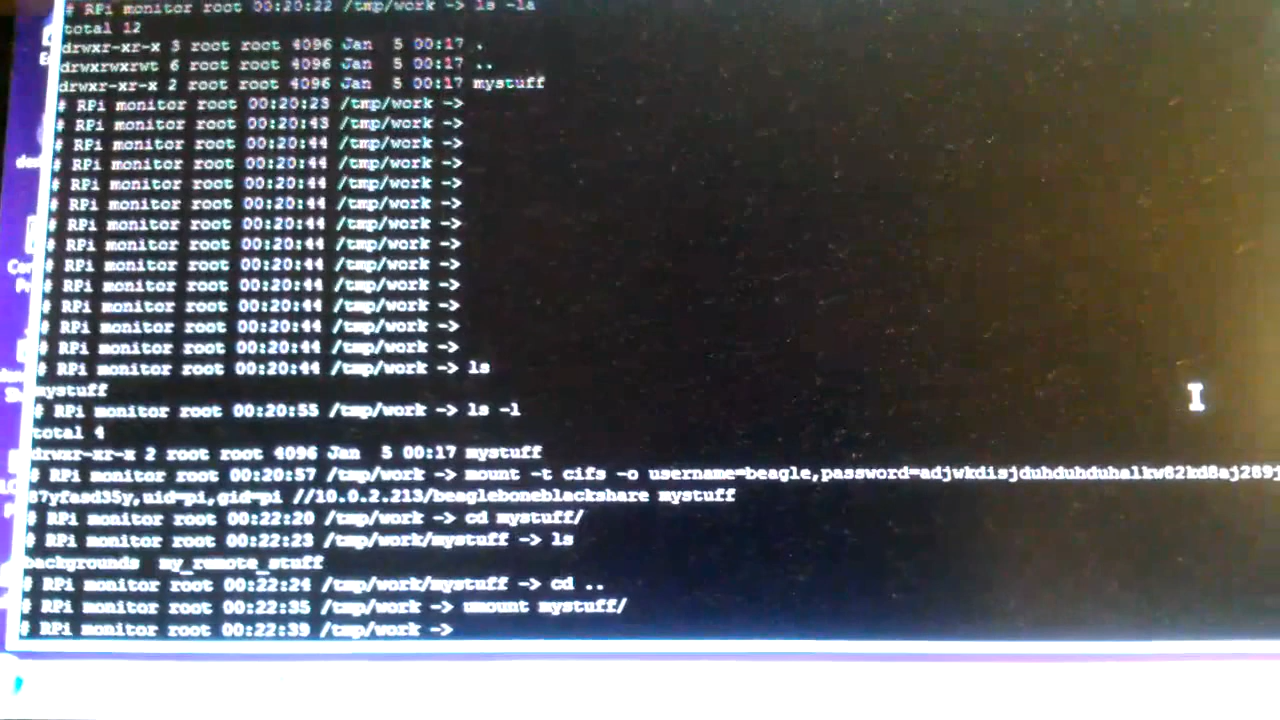 # RPi monitor root 00:20:22 /tmp/work -> ls -la
total 12
drwxr-xr-x 3 root root 4096 Jan  5 00:17 .
drwxrwxrwt 6 root root 4096 Jan  5 00:17 ..
drwxr-xr-x 2 root root 4096 Jan  5 00:17 mystuff
# RPi monitor root 00:20:23 /tmp/work ->
# RPi monitor root 00:20:43 /tmp/work ->
# RPi monitor root 00:20:44 /tmp/work ->
# RPi monitor root 00:20:44 /tmp/work ->
# RPi monitor root 00:20:44 /tmp/work ->
# RPi monitor root 00:20:44 /tmp/work ->
# RPi monitor root 00:20:44 /tmp/work ->
# RPi monitor root 00:20:44 /tmp/work ->
# RPi monitor root 00:20:44 /tmp/work ->
# RPi monitor root 00:20:44 /tmp/work ->
# RPi monitor root 00:20:44 /tmp/work ->
# RPi monitor root 00:20:44 /tmp/work ->
# RPi monitor root 00:20:44 /tmp/work ->
# RPi monitor root 00:20:44 /tmp/work -> ls
mystuff
# RPi monitor root 00:20:55 /tmp/work -> ls -l
total 4
drwxr-xr-x 2 root root 4096 Jan  5 00:17 mystuff
# RPi monitor root 00:20:57 /tmp/work -> mount -t cifs -o username=beagle,password=adjwkdisjduhduhduhalkw82kd8aj289j
87yfasd35y,uid=pi,gid=pi //10.0.2.213/beagleboneblackshare mystuff
# RPi monitor root 00:22:20 /tmp/work -> cd mystuff/
# RPi monitor root 00:22:23 /tmp/work/mystuff -> ls
backgrounds  my_remote_stuff
# RPi monitor root 00:22:24 /tmp/work/mystuff -> cd ..
# RPi monitor root 00:22:35 /tmp/work -> umount mystuff/
# RPi monitor root 00:22:39 /tmp/work ->